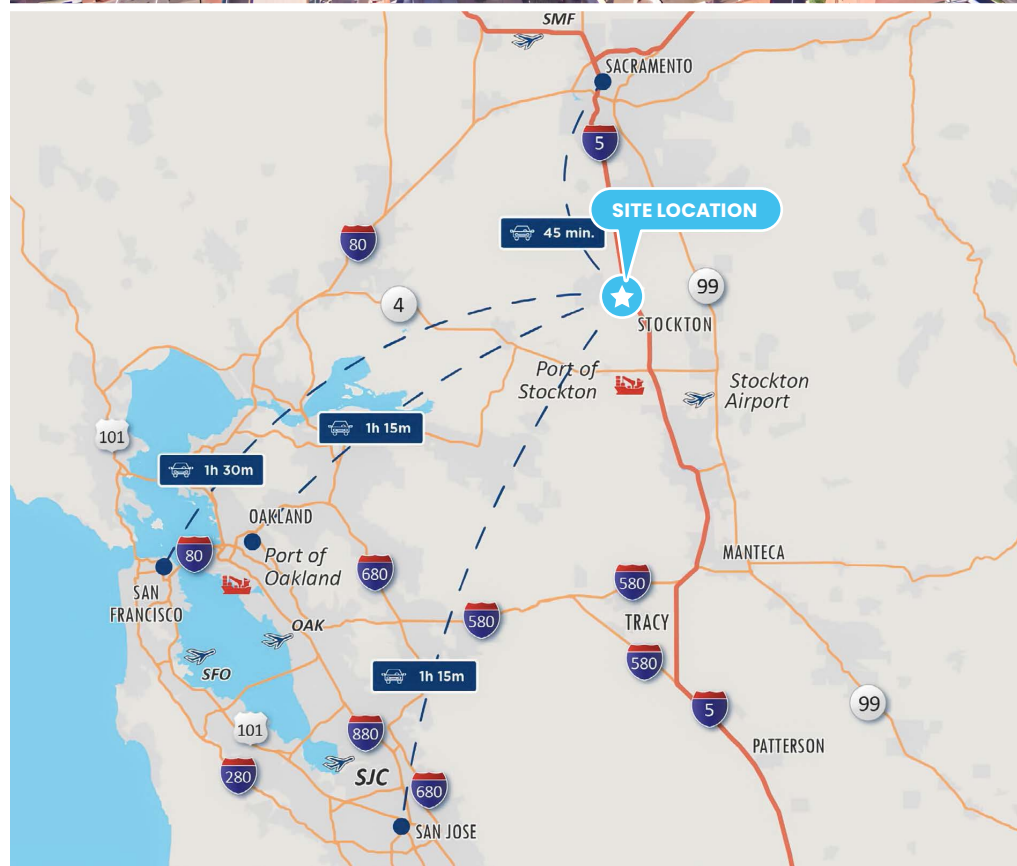 SMF
SACRAMENTO
5
SITE LOCATION
45 min.
80
99
4
STOCKTON
Port of
Stockton
Stockton
Airport
1h 15m
101
1h 30m
OAKLAND
80
Port of
Oakland
MANTECA
680
580
SAN
FRANCISCO
580
TRACY
OAK
580
SFO
1h 15m
99
5
101
880
PATTERSON
SJC
280
680
SAN JOSE